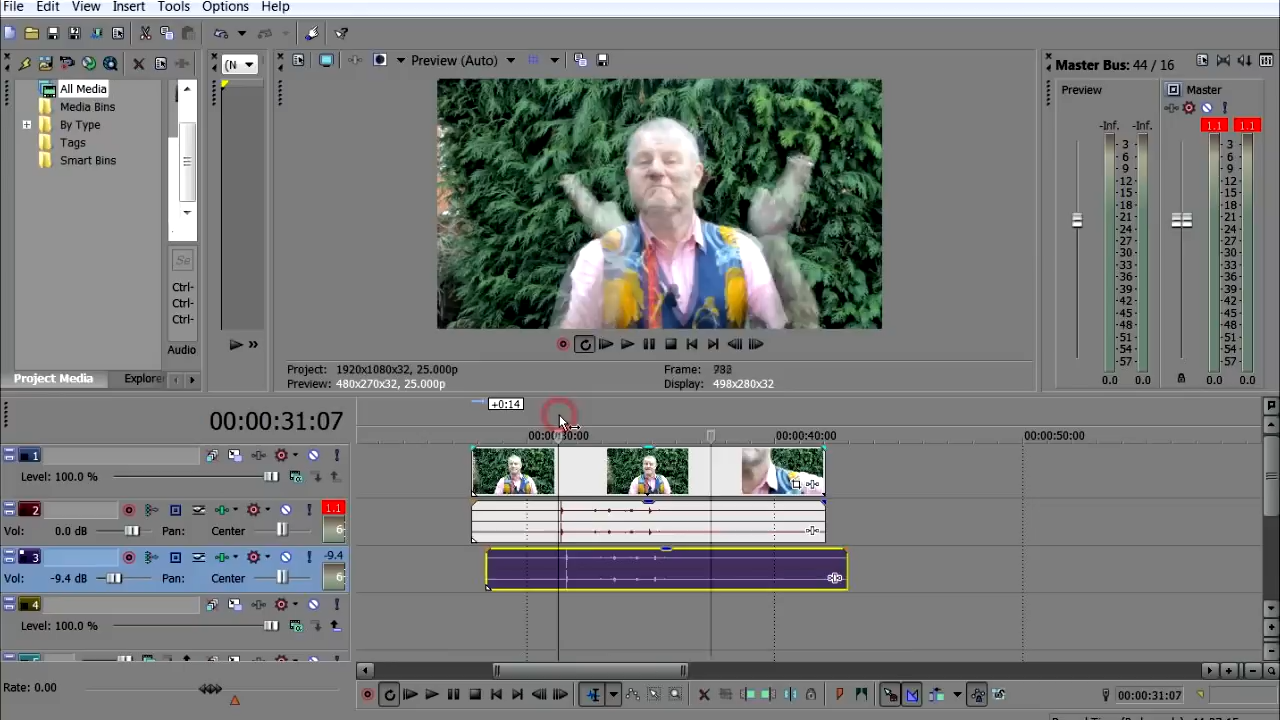 File Edit View Insert Tools Options Help
(N
Preview (Auto)
Master Bus: 44 / 16
All Media
Media Bins
By Type
Tags
Smart Bins
Se
Ctrl-
Ctrl-
Ctrl-
Audio
Project Media Explore
Preview
Master
-Inf. -Inf. -Inf. -Inf.
1.1 1.1
3 3
6 6
9 9
12 12
15 15
18 18
21 21
24 24
27 27
30 30
33 33
36 36
39 39
42 42
45 45
48 48
51 51
54 54
57 57
0.0 0.0 0.0 0.0
Project: 1920x1080x32, 25.000p
Frame:
Preview: 480x270x32, 25.000p
Display: 498x280x32
+0:14
00:00:31:07
00:00:30:00 00:00:40:00 00:00:50:00
1
Level: 100.0 %
2
1.1
Vol: 0.0 dB Pan: Center 6
3
-9.4
Vol: -9.4 dB Pan: Center 6
4
Level: 100.0 %
Rate: 0.00
00:00:31:07